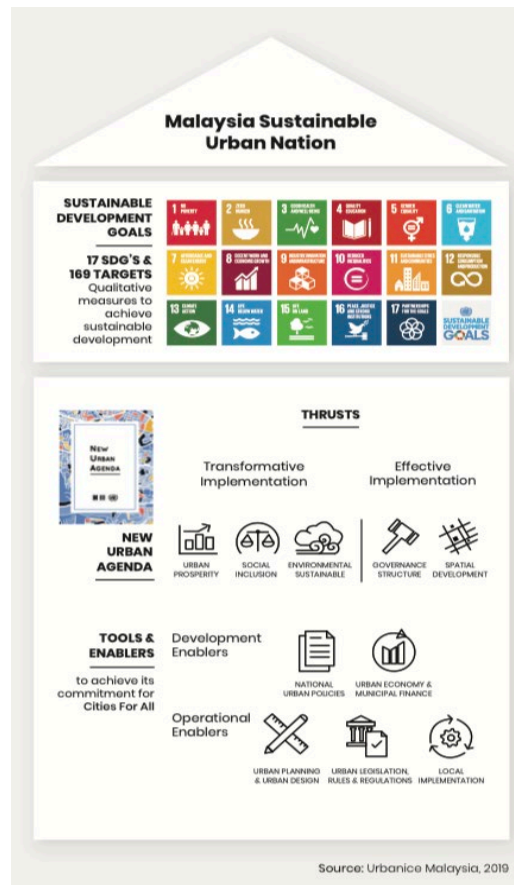 Malaysia Sustainable
Urban Nation
SUSTAINABLE
DEVELOPMENT
GOALS
17 SDG'S &
169 TARGETS
Qualitative
measures to
achieve
sustainable
development
1 NO
POVERTY
2 ZERO
HUNGER
3 GOOD HEALTH
AND WELL-BEING
4 QUALITY
EDUCATION
5 GENDER
EQUALITY
6 CLEAN WATER
AND SANITATION
7 AFFORDABLE AND
CLEAN ENERGY
8 DECENT WORK AND
ECONOMIC GROWTH
9 INDUSTRY, INNOVATION
AND INFRASTRUCTURE
10 REDUCED
INEQUALITIES
11 SUSTAINABLE CITIES
AND COMMUNITIES
12 RESPONSIBLE
CONSUMPTION
AND PRODUCTION
13 CLIMATE
ACTION
14 LIFE
BELOW WATER
15 LIFE
ON LAND
16 PEACE, JUSTICE
AND STRONG
INSTITUTIONS
17 PARTNERSHIPS
FOR THE GOALS
SUSTAINABLE
DEVELOPMENT
GOALS
THRUSTS
NEW
URBAN
AGENDA
Transformative
Implementation
Effective
Implementation
NEW
URBAN
AGENDA
URBAN
PROSPERITY
SOCIAL
INCLUSION
ENVIRONMENTAL
SUSTAINABLE
GOVERNANCE
STRUCTURE
SPATIAL
DEVELOPMENT
TOOLS &
ENABLERS
to achieve its
commitment for
Cities For All
Development
Enablers
NATIONAL
URBAN POLICIES
URBAN ECONOMY &
MUNICIPAL FINANCE
Operational
Enablers
URBAN PLANNING
& URBAN DESIGN
URBAN LEGISLATION,
RULES & REGULATIONS
LOCAL
IMPLEMENTATION
Source: Urbanice Malaysia, 2019